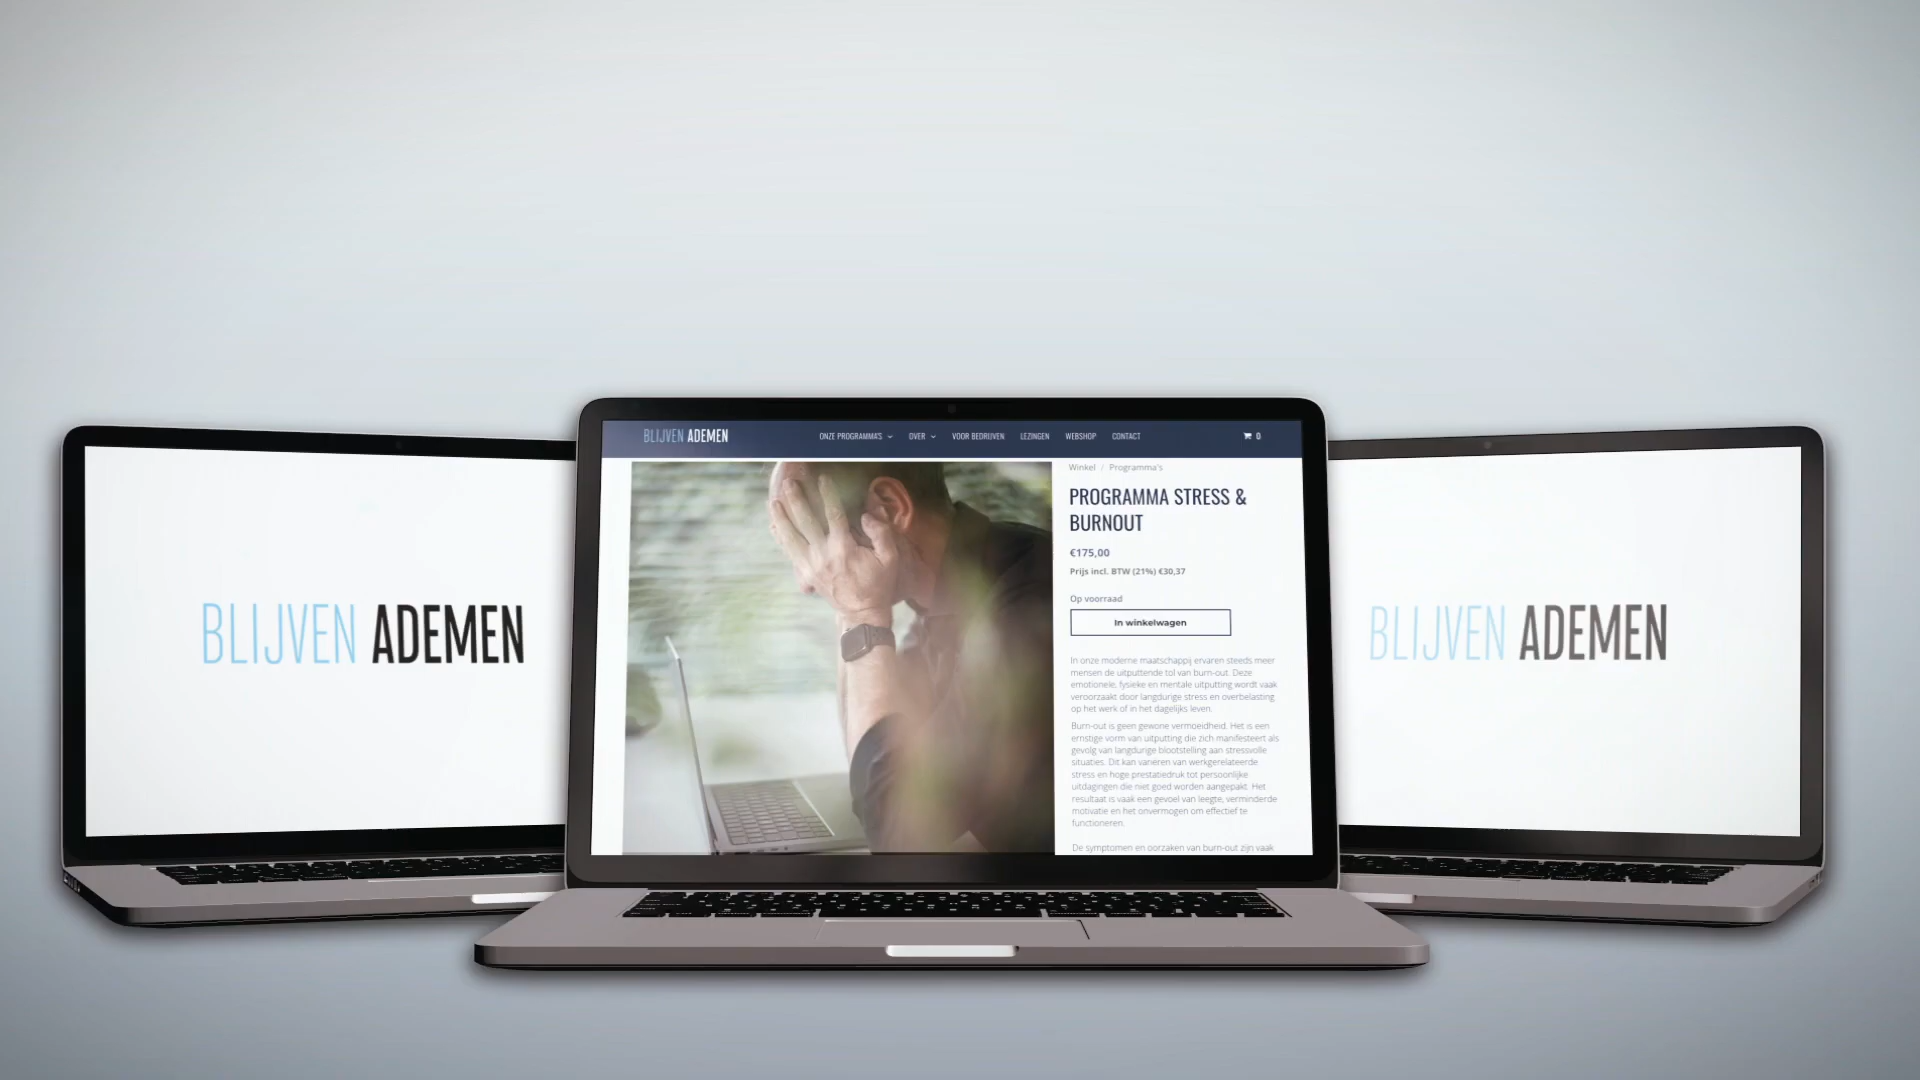 BLIJVEN ADEMEN
BLIJVEN ADEMEN
ONZE PROGRAMMA'S
OVER
VOOR BEDRIJVEN
LEZINGEN
WEBSHOP
CONTACT
0
Winkel / Programma's
PROGRAMMA STRESS &
BURNOUT
€175,00
Prijs incl. BTW (21%) €30,37
Op voorraad
In winkelwagen
In onze moderne maatschappij ervaren steeds meer
mensen de uitputtende tol van burn-out. Deze
emotionele, fysieke en mentale uitputting wordt vaak
veroorzaakt door langdurige stress en overbelasting
op het werk of in het dagelijks leven.
Burn-out is geen gewone vermoeidheid. Het is een
ernstige vorm van uitputting die zich manifesteert als
gevolg van langdurige blootstelling aan stressvolle
situaties. Dit kan variëren van werkgerelateerde
stress en hoge prestatiedruk tot persoonlijke
uitdagingen die niet goed worden aangepakt. Het
resultaat is vaak een gevoel van leegte, verminderde
motivatie en het onvermogen om effectief te
functioneren.
De symptomen en oorzaken van burn-out zijn vaak
BLIJVEN ADEMEN